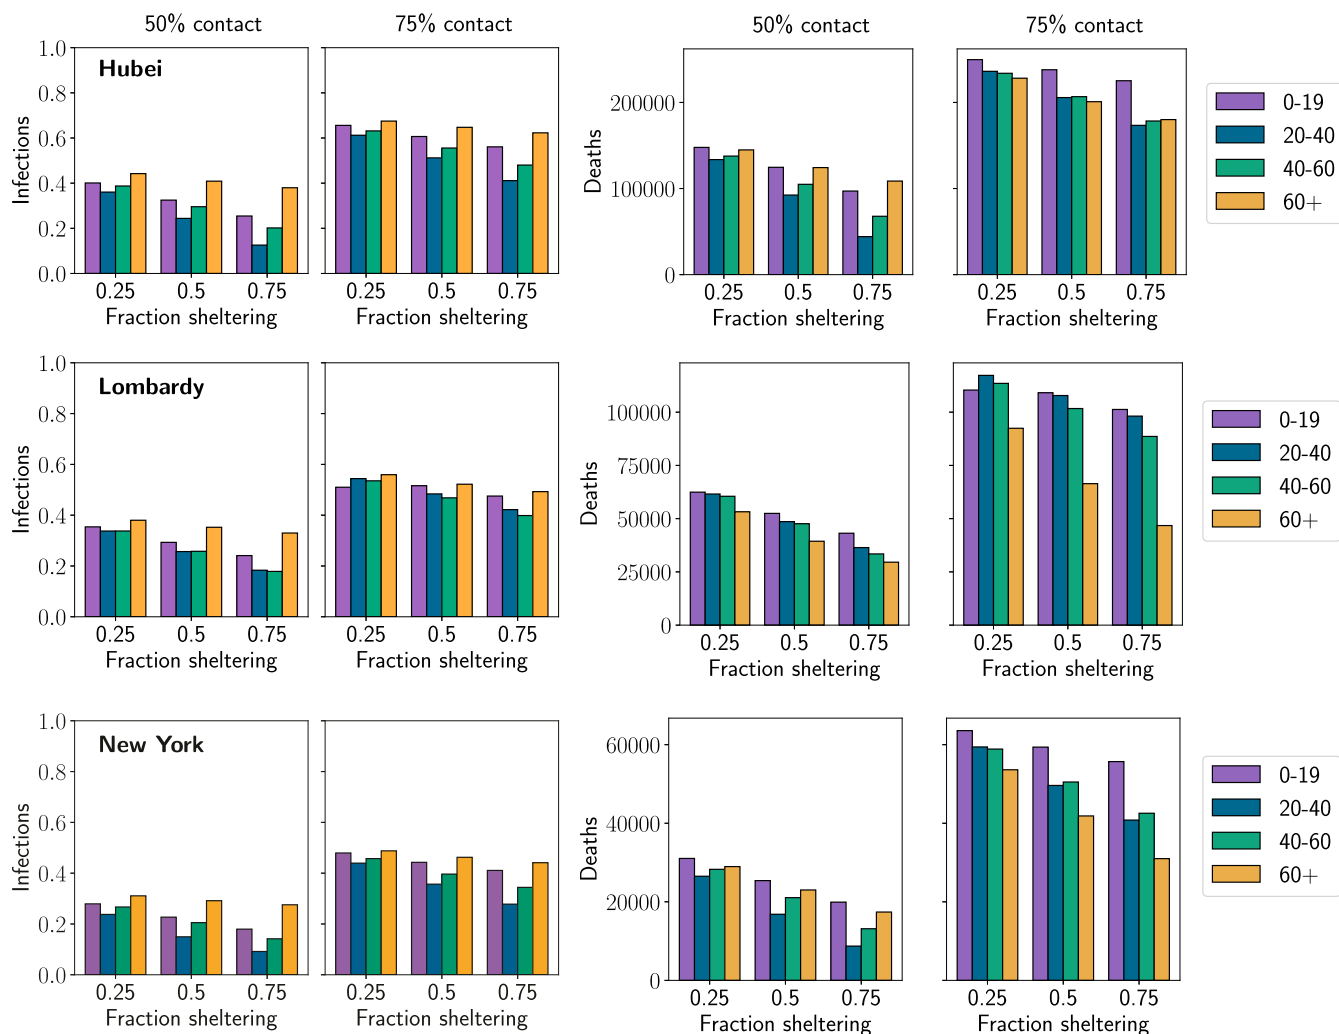 50% contact
75% contact
50% contact
75% contact
Hubei
Infections
1.0
0.8
0.6
0.4
0.2
0.0
0.25 0.5 0.75
Fraction sheltering
0.25 0.5 0.75
Fraction sheltering
Deaths
200000
100000
0
0.25 0.5 0.75
Fraction sheltering
0.25 0.5 0.75
Fraction sheltering
0-19
20-40
40-60
60+
Lombardy
Infections
1.0
0.8
0.6
0.4
0.2
0.0
0.25 0.5 0.75
Fraction sheltering
0.25 0.5 0.75
Fraction sheltering
Deaths
100000
75000
50000
25000
0
0.25 0.5 0.75
Fraction sheltering
0.25 0.5 0.75
Fraction sheltering
0-19
20-40
40-60
60+
New York
Infections
1.0
0.8
0.6
0.4
0.2
0.0
0.25 0.5 0.75
Fraction sheltering
0.25 0.5 0.75
Fraction sheltering
Deaths
60000
40000
20000
0
0.25 0.5 0.75
Fraction sheltering
0.25 0.5 0.75
Fraction sheltering
0-19
20-40
40-60
60+